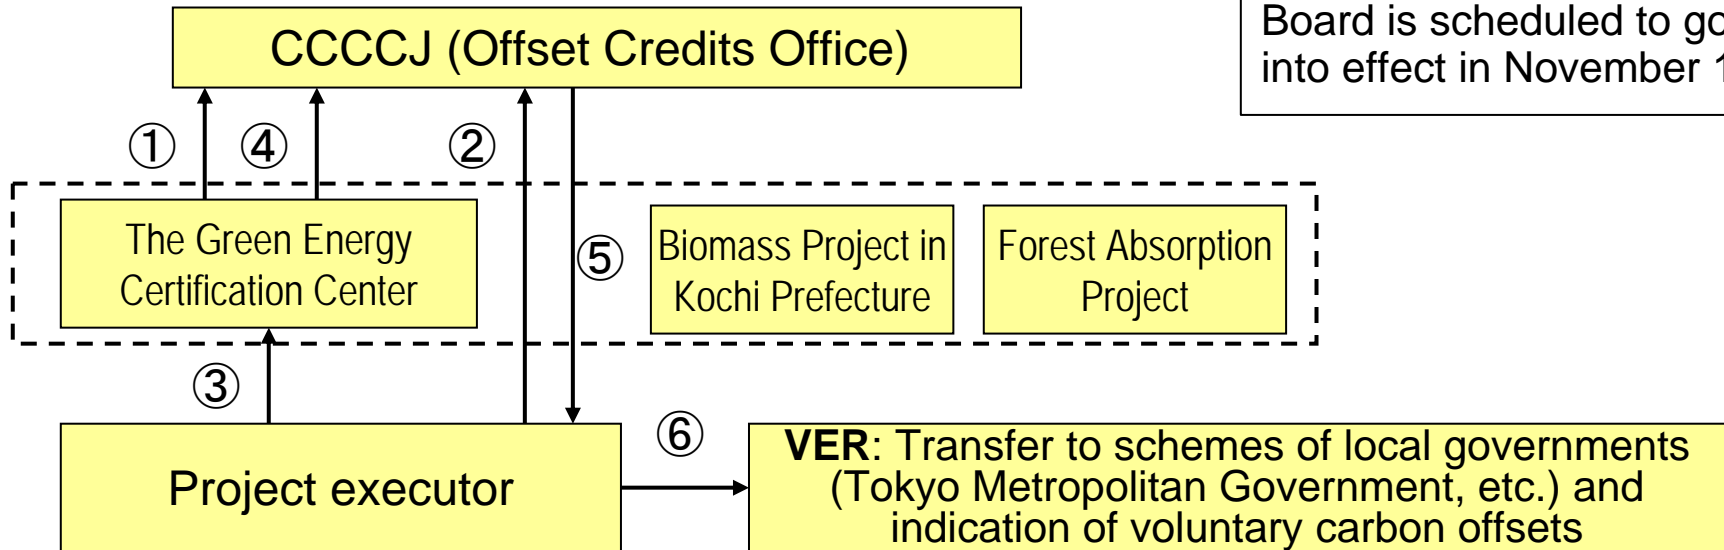 CCCCJ (Offset Credits Office)
Board is scheduled to go
into effect in November 1
①
④
②
The Green Energy
Certification Center
⑤
Biomass Project in
Kochi Prefecture
Forest Absorption
Project
③
⑥
Project executor
VER: Transfer to schemes of local governments
(Tokyo Metropolitan Government, etc.) and
indication of voluntary carbon offsets